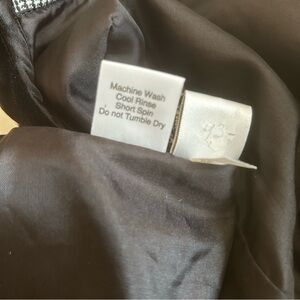 Machine Wash
Cool Rinse
Short Spin
Do not Tumble Dry